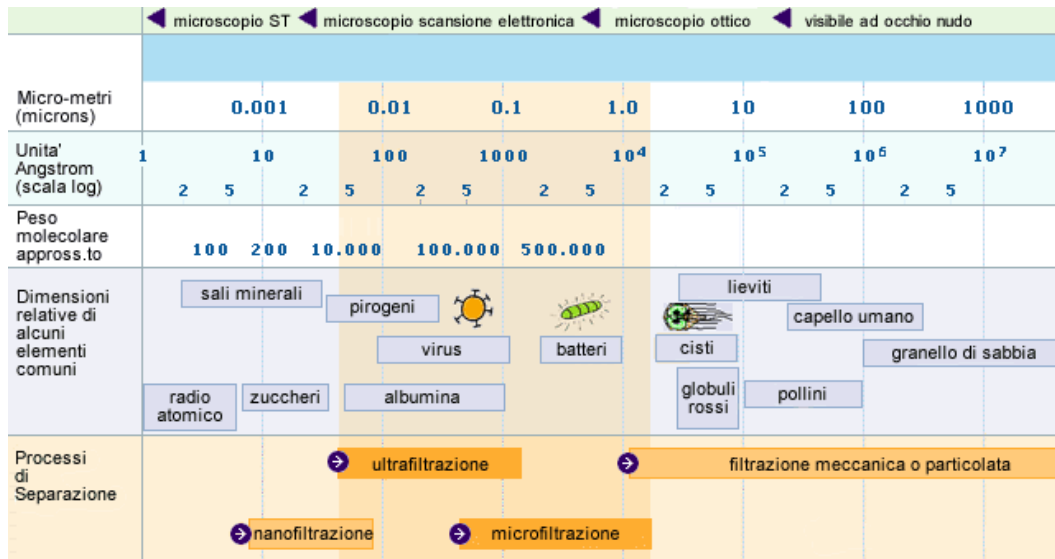 microscopio ST microscopio scansione elettronica microscopio ottico visibile ad occhio nudo
Micro-metri
(microns)
0.001 0.01 0.1 1.0 10 100 1000
Unita'
Angstrom
(scala log)
1 10 100 1000 10⁴ 10⁵ 10⁶ 10⁷
2 5 2 5 2 5 2 5 2 5 2 5 2 5
Peso
molecolare
appross.to
100 200 10.000 100.000 500.000
Dimensioni
relative di
alcuni
elementi
comuni
sali minerali
pirogeni
lieviti
capello umano
virus
batteri
cisti
granello di sabbia
radio
atomico
zuccheri
albumina
globuli
rossi
pollini
Processi
di
Separazione
ultrafiltrazione
filtrazione meccanica o particolata
nanofiltrazione
microfiltrazione